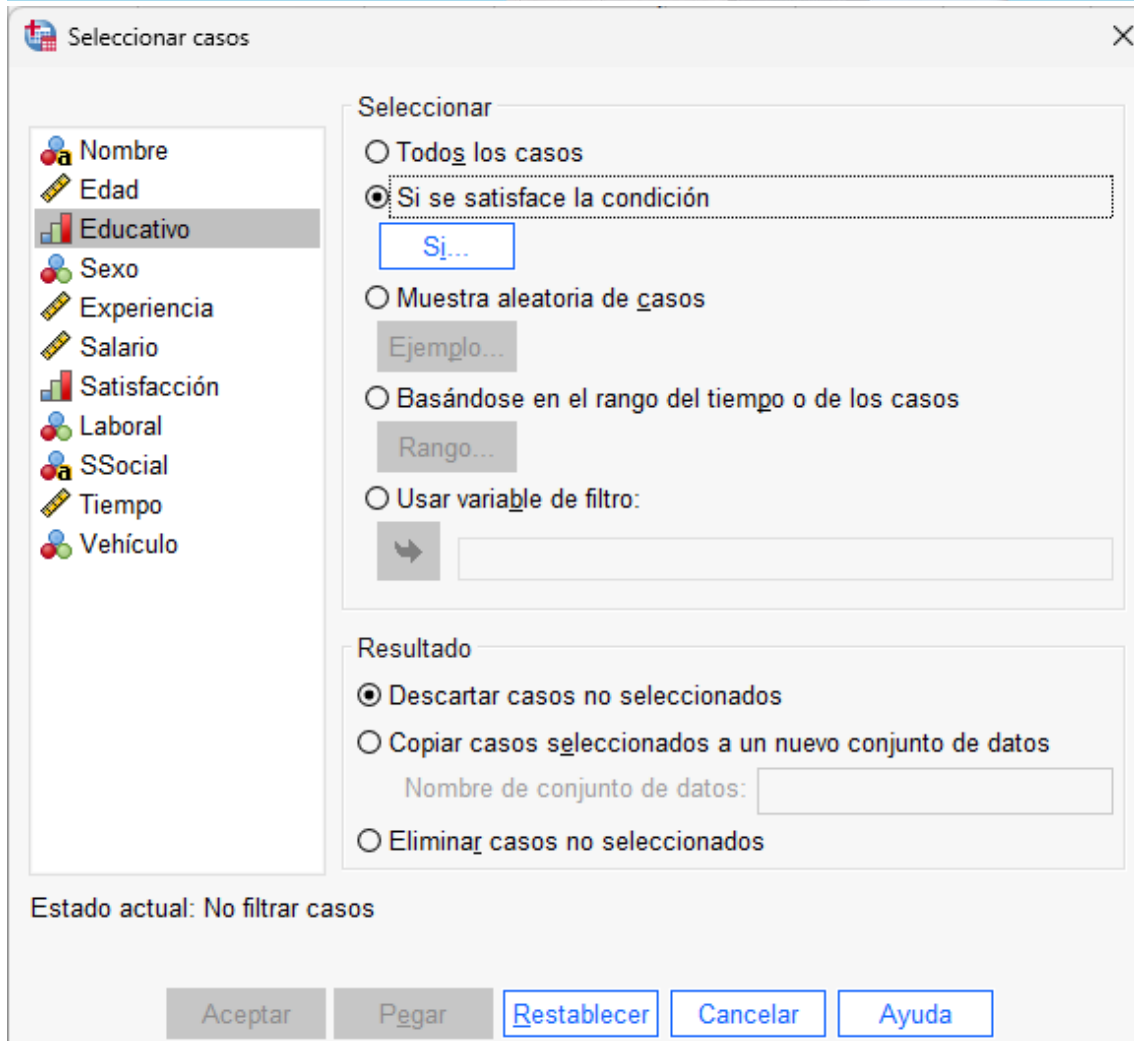 Seleccionar casos
Nombre
Edad
Educativo
Sexo
Experiencia
Salario
Satisfacción
Laboral
SSocial
Tiempo
Vehículo
Seleccionar
Todos los casos
Si se satisface la condición
Si...
Muestra aleatoria de casos
Ejemplo...
Basándose en el rango del tiempo o de los casos
Rango...
Usar variable de filtro:
Resultado
Descartar casos no seleccionados
Copiar casos seleccionados a un nuevo conjunto de datos
Nombre de conjunto de datos:
Eliminar casos no seleccionados
Estado actual: No filtrar casos
Aceptar Pegar Restablecer Cancelar Ayuda